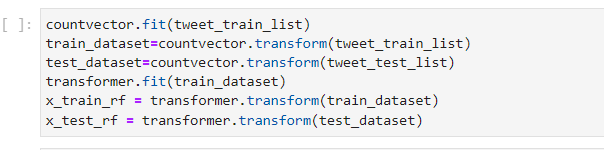 [ ]: countvector.fit(tweet_train_list)
train_dataset=countvector.transform(tweet_train_list)
test_dataset=countvector.transform(tweet_test_list)
transformer.fit(train_dataset)
x_train_rf = transformer.transform(train_dataset)
x_test_rf = transformer.transform(test_dataset)